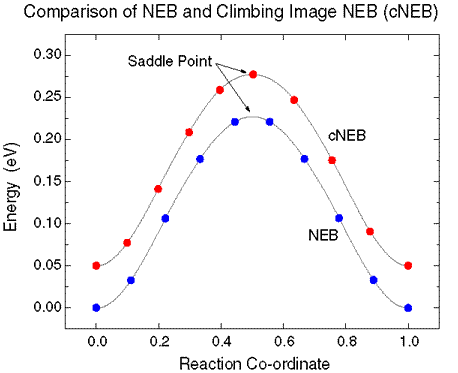 Comparison of NEB and Climbing Image NEB (cNEB)
0.30
Saddle Point
0.25
0.20
cNEB
0.15
0.10
NEB
0.05
0.00
0.0 0.2 0.4 0.6 0.8 1.0
Energy (eV)
Reaction Co-ordinate